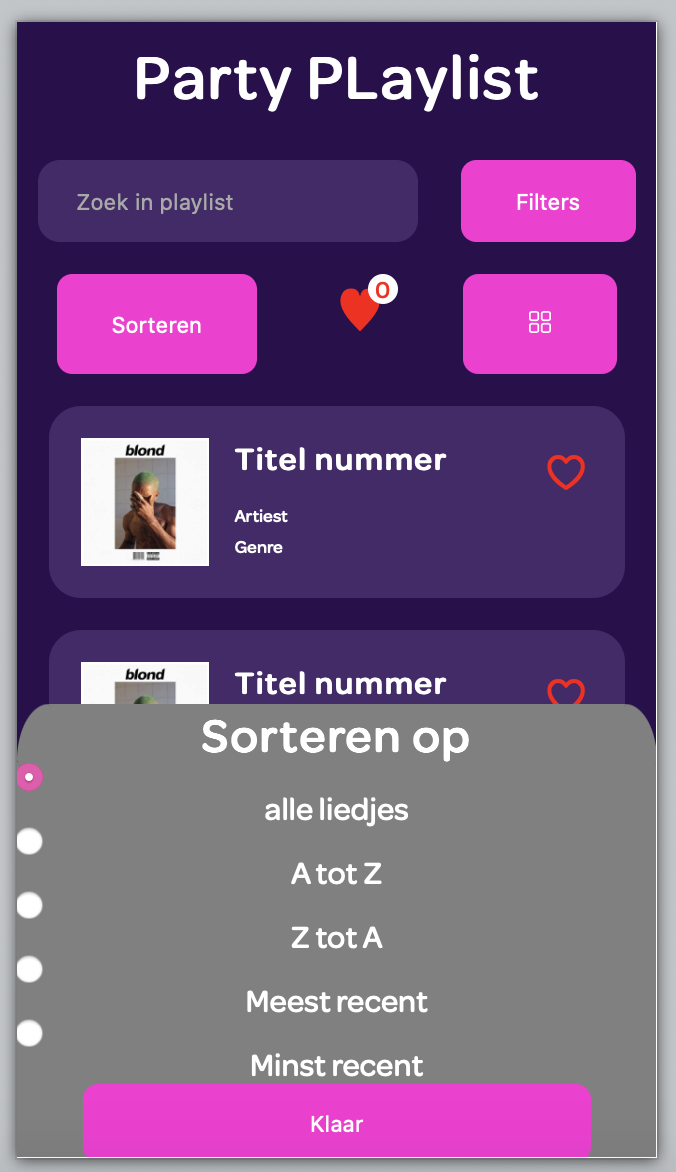 Party PLaylist
Zoek in playlist
Filters
Sorteren
0
blond
Titel nummer
Artiest
Genre
blond
Titel nummer
Sorteren op
alle liedjes
A tot Z
Z tot A
Meest recent
Minst recent
Klaar